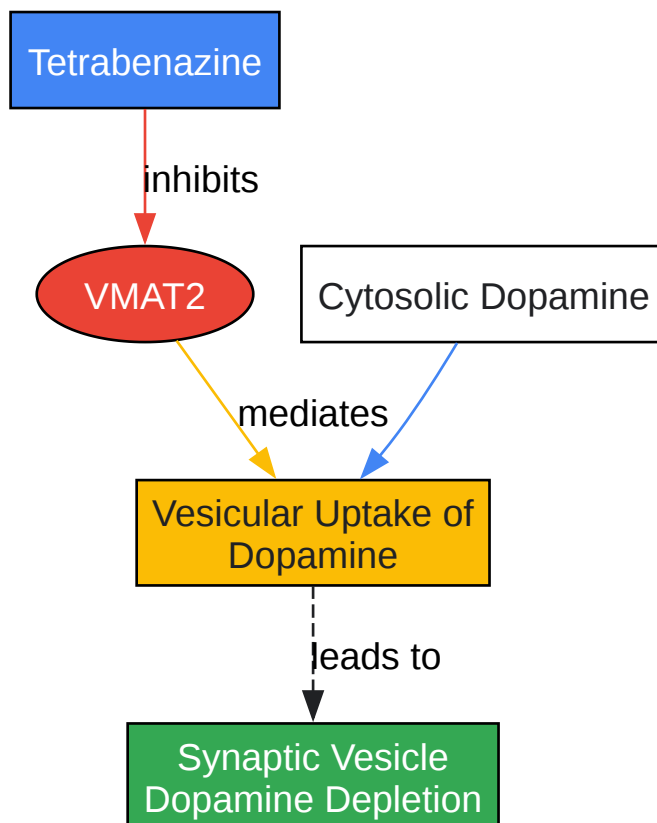 Tetrabenazine
inhibits
VMAT2
Cytosolic Dopamine
mediates
Vesicular Uptake of
Dopamine
leads to
Synaptic Vesicle
Dopamine Depletion